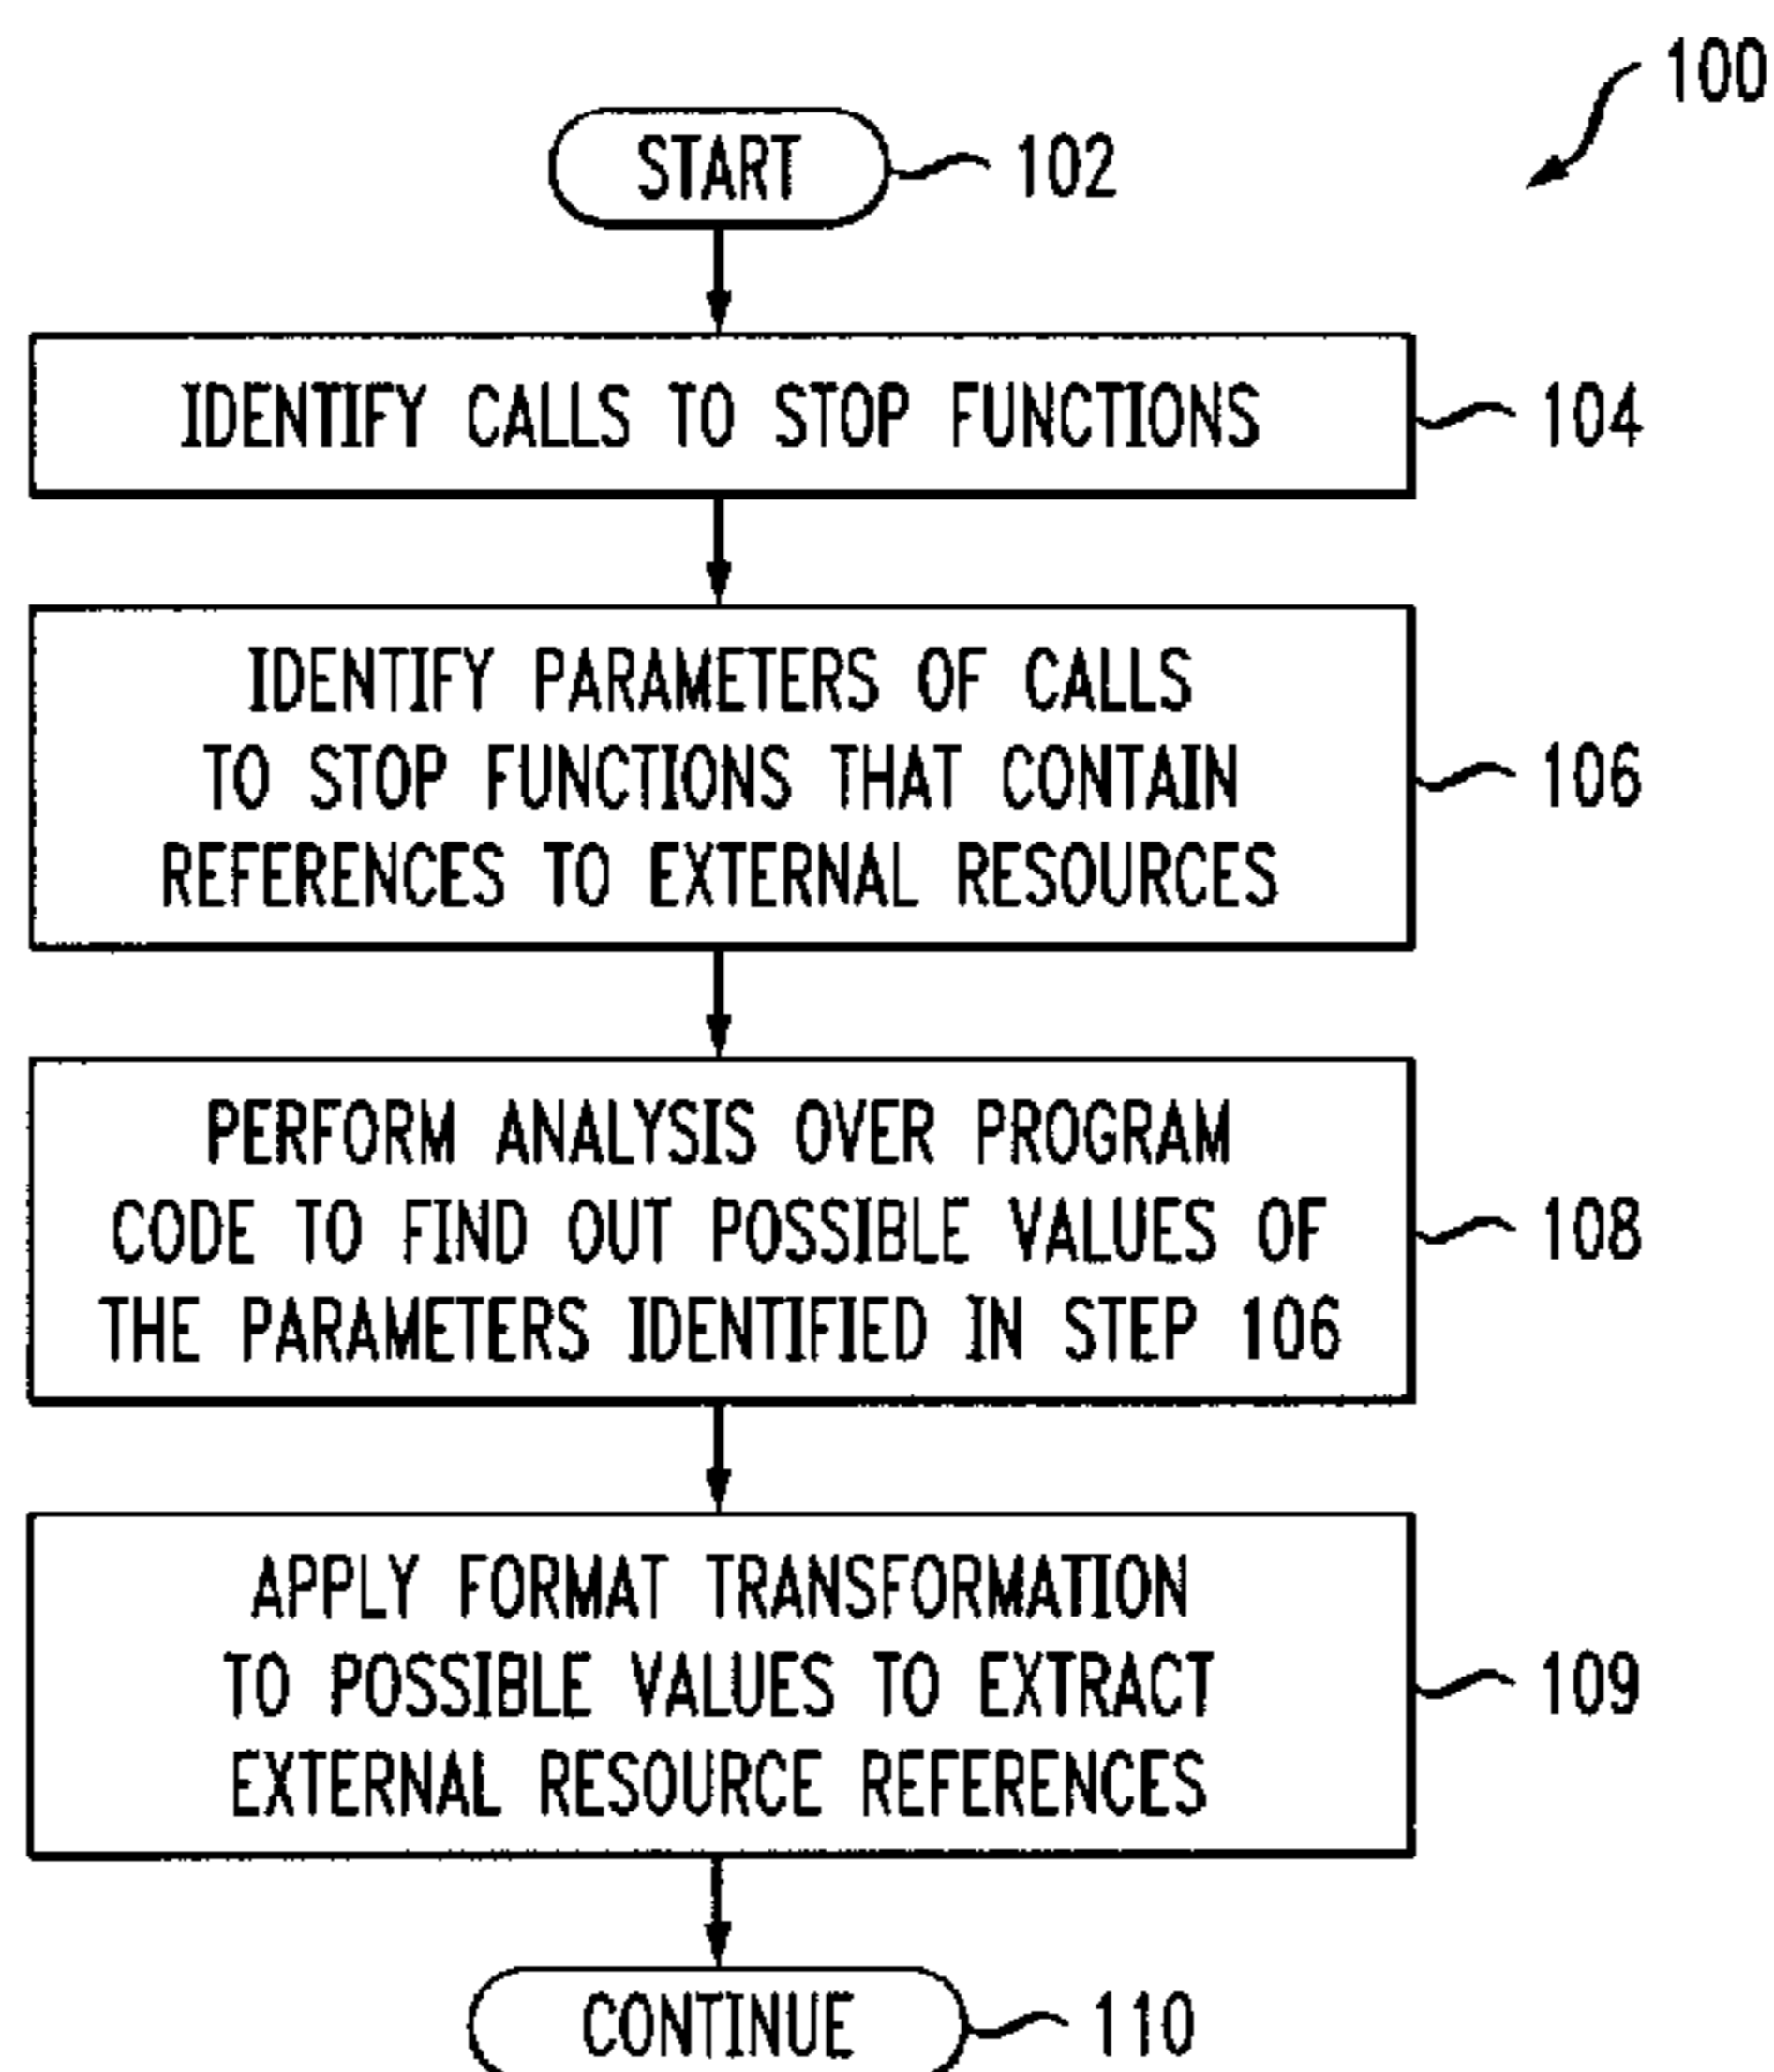 100
START
102
IDENTIFY CALLS TO STOP FUNCTIONS
104
IDENTIFY PARAMETERS OF CALLS
TO STOP FUNCTIONS THAT CONTAIN
REFERENCES TO EXTERNAL RESOURCES
106
PERFORM ANALYSIS OVER PROGRAM
CODE TO FIND OUT POSSIBLE VALUES OF
THE PARAMETERS IDENTIFIED IN STEP 106
108
APPLY FORMAT TRANSFORMATION
TO POSSIBLE VALUES TO EXTRACT
EXTERNAL RESOURCE REFERENCES
109
CONTINUE
110